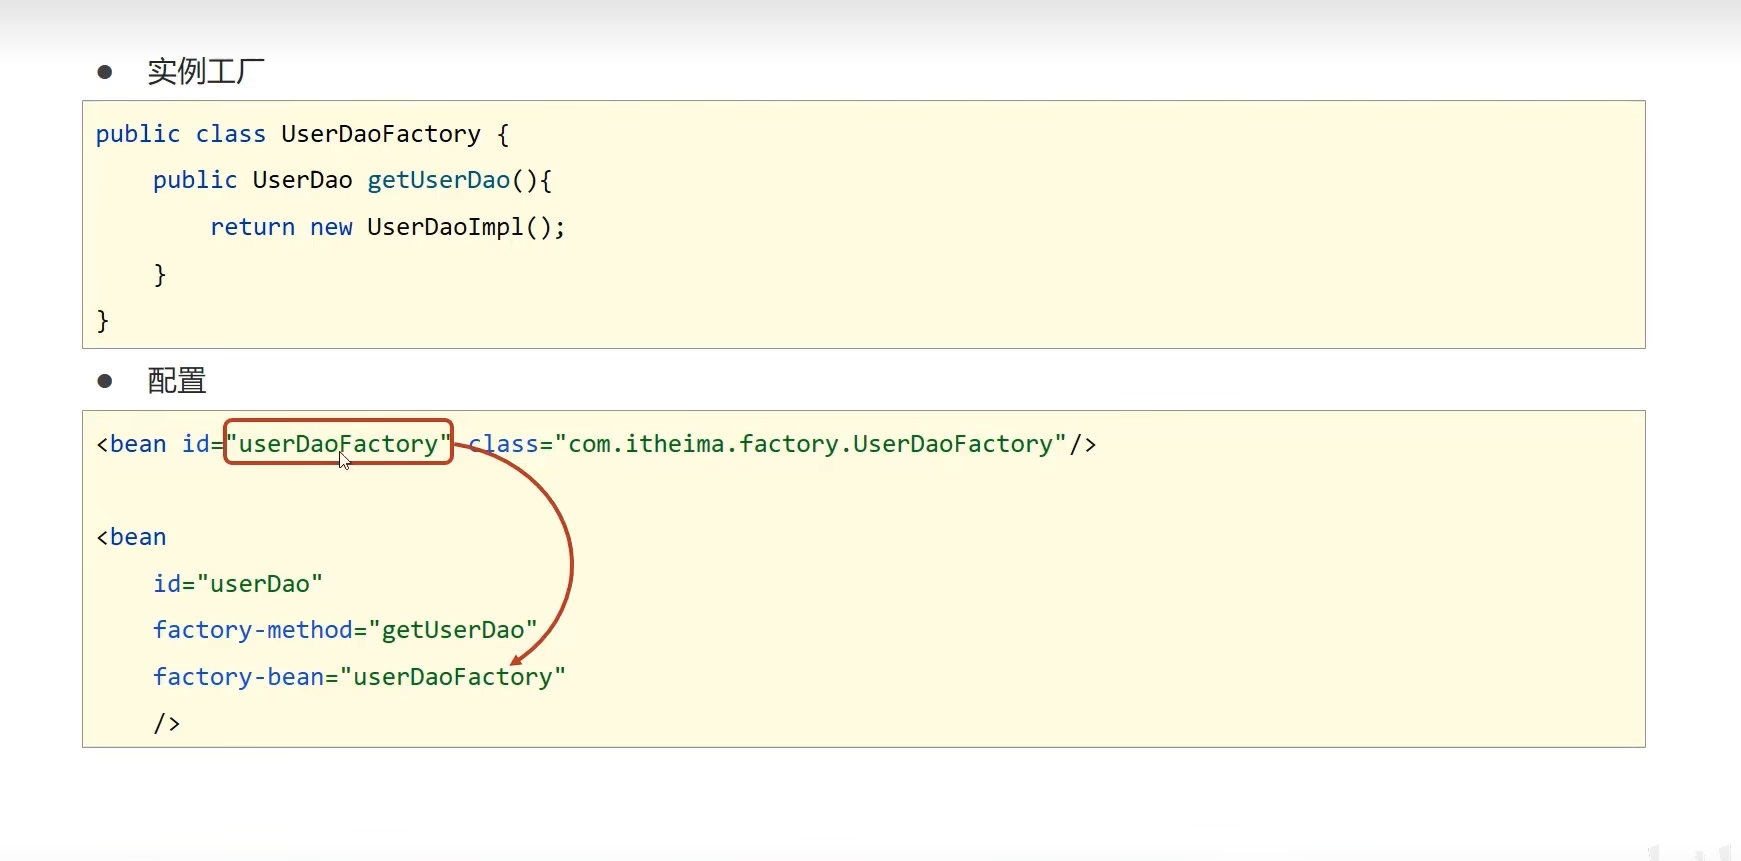 ● 实例工厂
public class UserDaoFactory {
    public UserDao getUserDao(){
        return new UserDaoImpl();
    }
}
● 配置
<bean id="userDaoFactory" class="com.itheima.factory.UserDaoFactory"/>
<bean
    id="userDao"
    factory-method="getUserDao"
    factory-bean="userDaoFactory"
    />